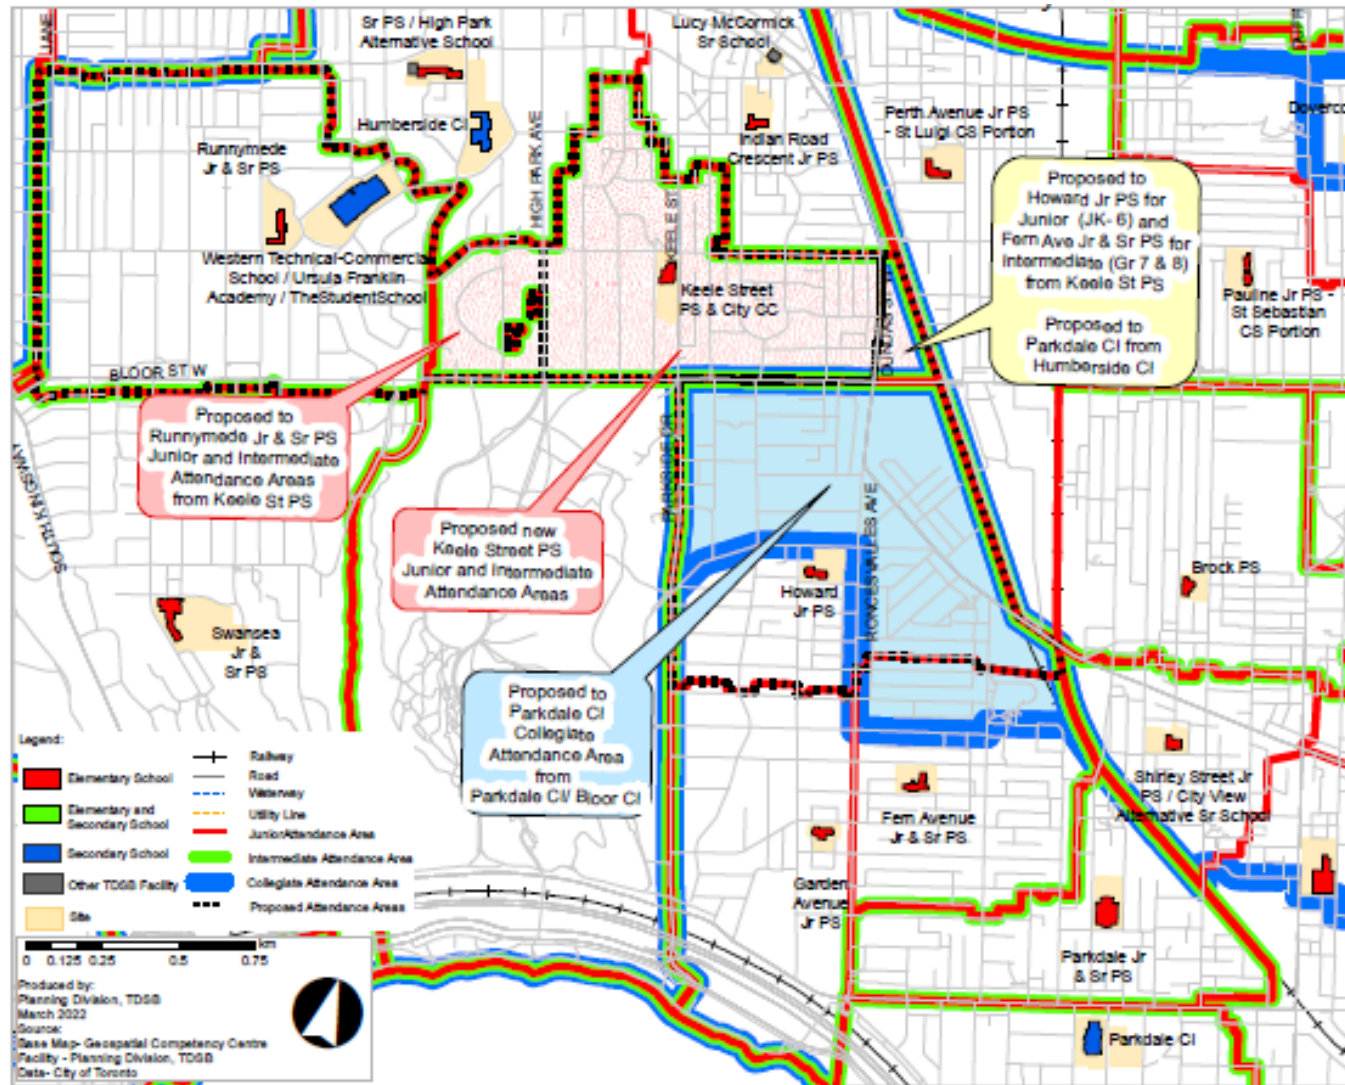 LANE
Sr PS / High Park
Alternative School
Lucy McCormick
Sr School
Humberside CI
Runnymede
Jr & Sr PS
HIGH PARK AVE
Indian Road
Crescent Jr PS
Perth Avenue Jr PS
- St Luigi CS Portion
Proposed to
Howard Jr PS for
Junior (JK- 6) and
Fern Ave Jr & Sr PS for
Intermediate (Gr 7 & 8)
from Keele St PS
Proposed to
Parkdale CI from
Humberside CI
Western Technical-Commercia
School / Ursula Franklin
Academy / TheStudentSchool
KEELE ST
Keele Street
PS & City CC
DUNDAS ST
Pauline Jr PS -
St Sebastian
CS Portion
BLOOR ST W
Proposed to
Runnymede Jr & Sr PS
Junior and Intermediate
Attendance Areas
from Keele St PS
Proposed new
Keele Street PS
Junior and Intermediate
Attendance Areas
SOUTH KINGSWAY
PARKSIDE DR
RONCESVALLES AVE
Howard
Jr PS
Brock PS
Swansea
Jr &
Sr PS
Proposed to
Parkdale CI
Collegiate
Attendance Area
from
Parkdale CI/ Bloor CI
Fern Avenue
Jr & Sr PS
Shirley Street Jr
PS / City View
Alternative Sr School
Garden
Avenue
Jr PS
Parkdale Jr
& Sr PS
Parkdale CI
Legend:
Elementary School
Elementary and
Secondary School
Secondary School
Other TDSB Facility
Site
Railway
Road
Waterway
Utility Line
JuniorAttendance Area
Intermediate Attendance Area
Collegiate Attendance Area
Proposed Attendance Areas
km
0 0.125 0.25 0.5 0.75
Produced by:
Planning Division, TDSB
March 2022
Source:
Base Map- Geospatial Competency Centre
Facility - Planning Division, TDSB
Data- City of Toronto